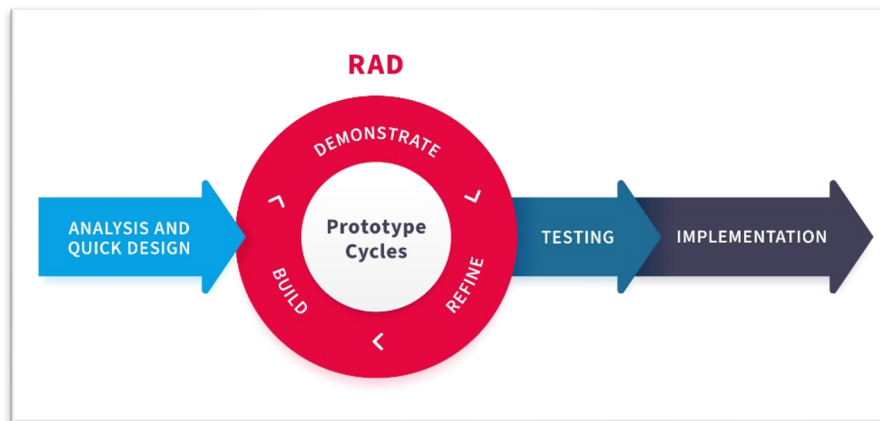 RAD
DEMONSTRATE
ANALYSIS AND
QUICK DESIGN
Prototype
Cycles
BUILD
REFINE
TESTING
IMPLEMENTATION